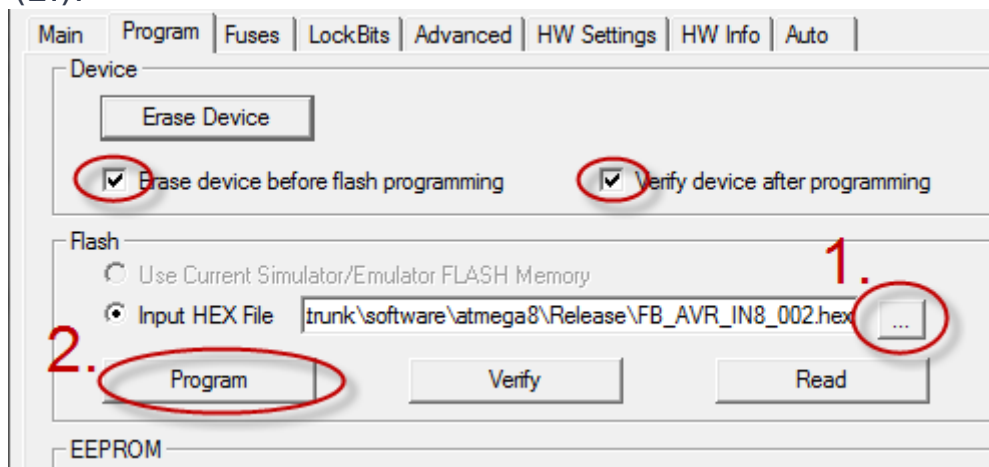 Main Program Fuses LockBits Advanced HW Settings HW Info Auto
Device
Erase Device
Erase device before flash programming Verify device after programming
Flash
1.
Use Current Simulator/Emulator FLASH Memory
Input HEX File trunk\software\atmega8\Release\FB_AVR_IN8_002.hex ...
2.
Program Verify Read
EEPROM